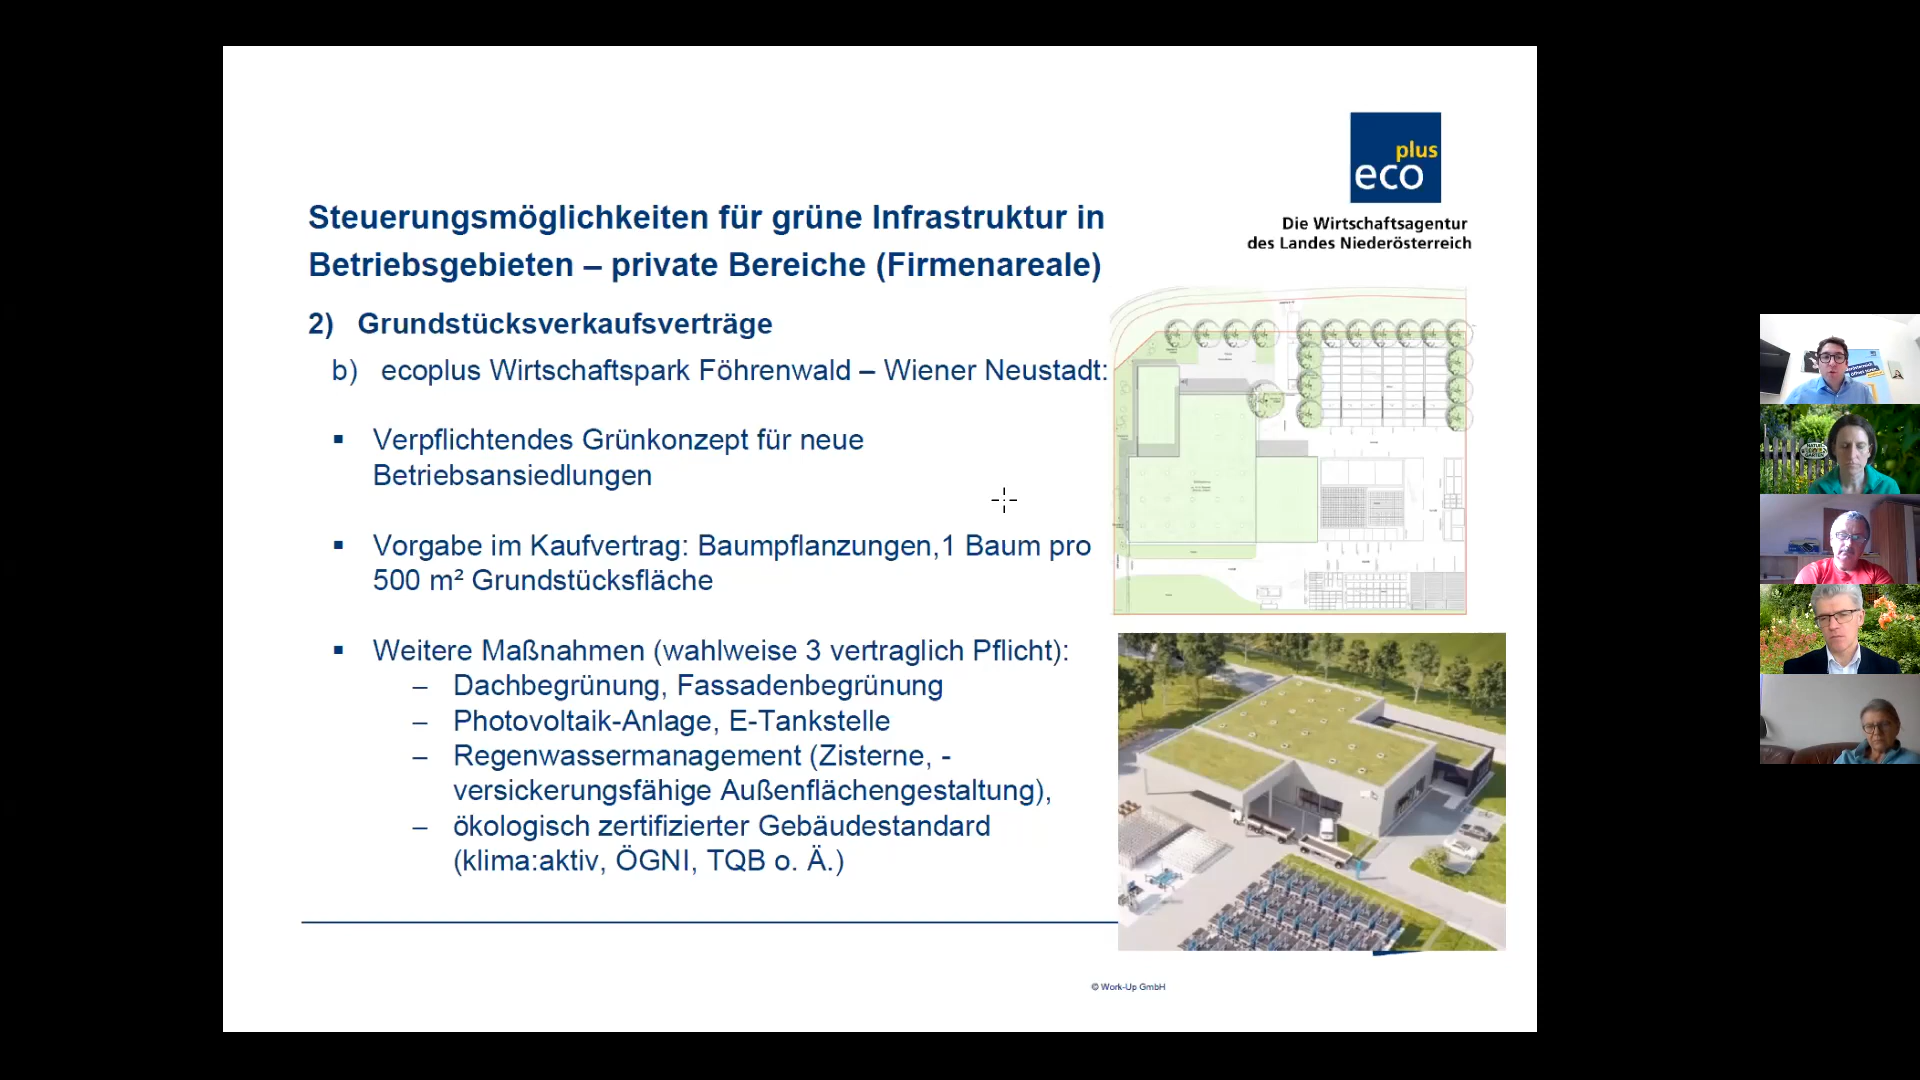 plus
eco
Die Wirtschaftsagentur
des Landes Niederösterreich
Steuerungsmöglichkeiten für grüne Infrastruktur in
Betriebsgebieten – private Bereiche (Firmenareale)
2) Grundstücksverkaufsverträge
b) ecoplus Wirtschaftspark Föhrenwald – Wiener Neustadt:
▪ Verpflichtendes Grünkonzept für neue
Betriebsansiedlungen
▪ Vorgabe im Kaufvertrag: Baumpflanzungen,1 Baum pro
500 m² Grundstücksfläche
▪ Weitere Maßnahmen (wahlweise 3 vertraglich Pflicht):
– Dachbegrünung, Fassadenbegrünung
– Photovoltaik-Anlage, E-Tankstelle
– Regenwassermanagement (Zisterne, -
versickerungsfähige Außenflächengestaltung),
– ökologisch zertifizierter Gebäudestandard
(klima:aktiv, ÖGNI, TQB o. Ä.)
© Work-Up GmbH